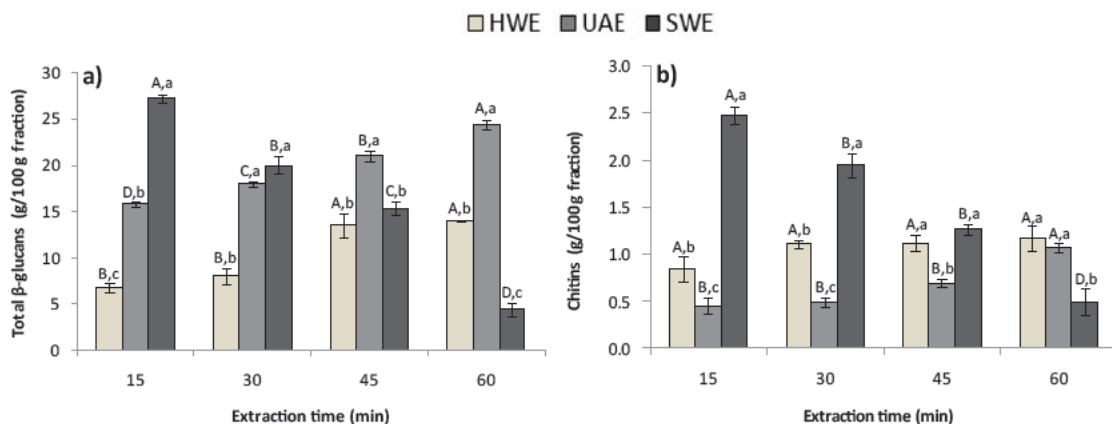 HWE UAE SWE
a)
Total β-glucans (g/100 g fraction)
30
25
20
15
10
5
0
B,c
D,b
A,a
B,b
C,a
B,a
A,b
B,a
C,b
A,b
A,a
D,c
15 30 45 60
Extraction time (min)
b)
Chitins (g/100g fraction)
3.0
2.5
2.0
1.5
1.0
0.5
0.0
A,b
B,c
A,a
A,b
B,c
B,a
A,a
B,b
B,a
A,a
A,a
D,b
15 30 45 60
Extraction time (min)